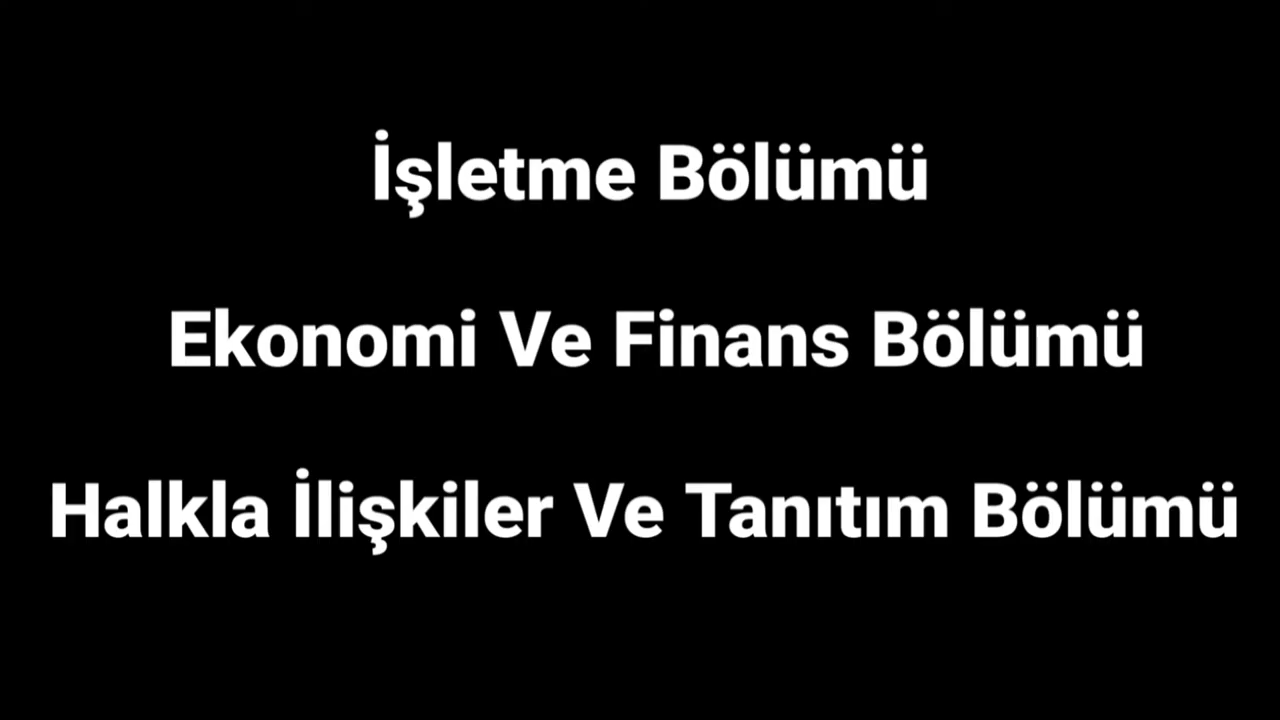 İşletme Bölümü
Ekonomi Ve Finans Bölümü
Halkla İlişkiler Ve Tanıtım Bölümü